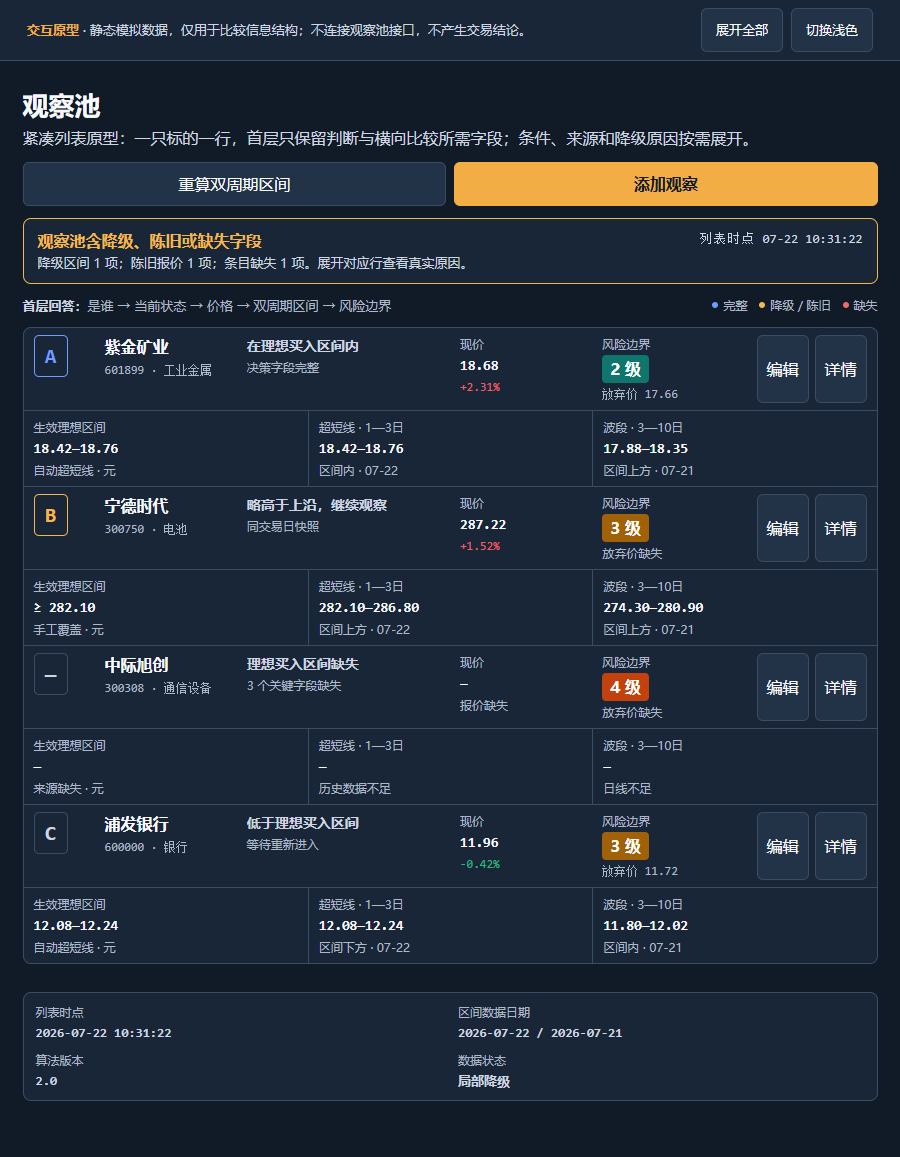 交互原型 · 静态模拟数据，仅用于比较信息结构；不连接观察池接口，不产生交易结论。
展开全部
切换浅色
观察池
紧凑列表原型：一只标的一行，首层只保留判断与横向比较所需字段；条件、来源和降级原因按需展开。
重算双周期区间
添加观察
观察池含降级、陈旧或缺失字段
列表时点 07-22 10:31:22
降级区间 1 项；陈旧报价 1 项；条目缺失 1 项。展开对应行查看真实原因。
首层回答：是谁 → 当前状态 → 价格 → 双周期区间 → 风险边界
完整
降级 / 陈旧
缺失
A
紫金矿业
601899 · 工业金属
在理想买入区间内
决策字段完整
现价
18.68
+2.31%
风险边界
2 级
放弃价 17.66
编辑
详情
生效理想区间
18.42—18.76
自动超短线 · 元
超短线 · 1—3日
18.42—18.76
区间内 · 07-22
波段 · 3—10日
17.88—18.35
区间上方 · 07-21
B
宁德时代
300750 · 电池
略高于上沿，继续观察
同交易日快照
现价
287.22
+1.52%
风险边界
3 级
放弃价缺失
编辑
详情
生效理想区间
≥ 282.10
手工覆盖 · 元
超短线 · 1—3日
282.10—286.80
区间上方 · 07-22
波段 · 3—10日
274.30—280.90
区间上方 · 07-21
—
中际旭创
300308 · 通信设备
理想买入区间缺失
3 个关键字段缺失
现价
—
报价缺失
风险边界
4 级
放弃价缺失
编辑
详情
生效理想区间
—
来源缺失 · 元
超短线 · 1—3日
—
历史数据不足
波段 · 3—10日
—
日线不足
C
浦发银行
600000 · 银行
低于理想买入区间
等待重新进入
现价
11.96
-0.42%
风险边界
3 级
放弃价 11.72
编辑
详情
生效理想区间
12.08—12.24
自动超短线 · 元
超短线 · 1—3日
12.08—12.24
区间下方 · 07-22
波段 · 3—10日
11.80—12.02
区间内 · 07-21
列表时点
2026-07-22 10:31:22
区间数据日期
2026-07-22 / 2026-07-21
算法版本
2.0
数据状态
局部降级